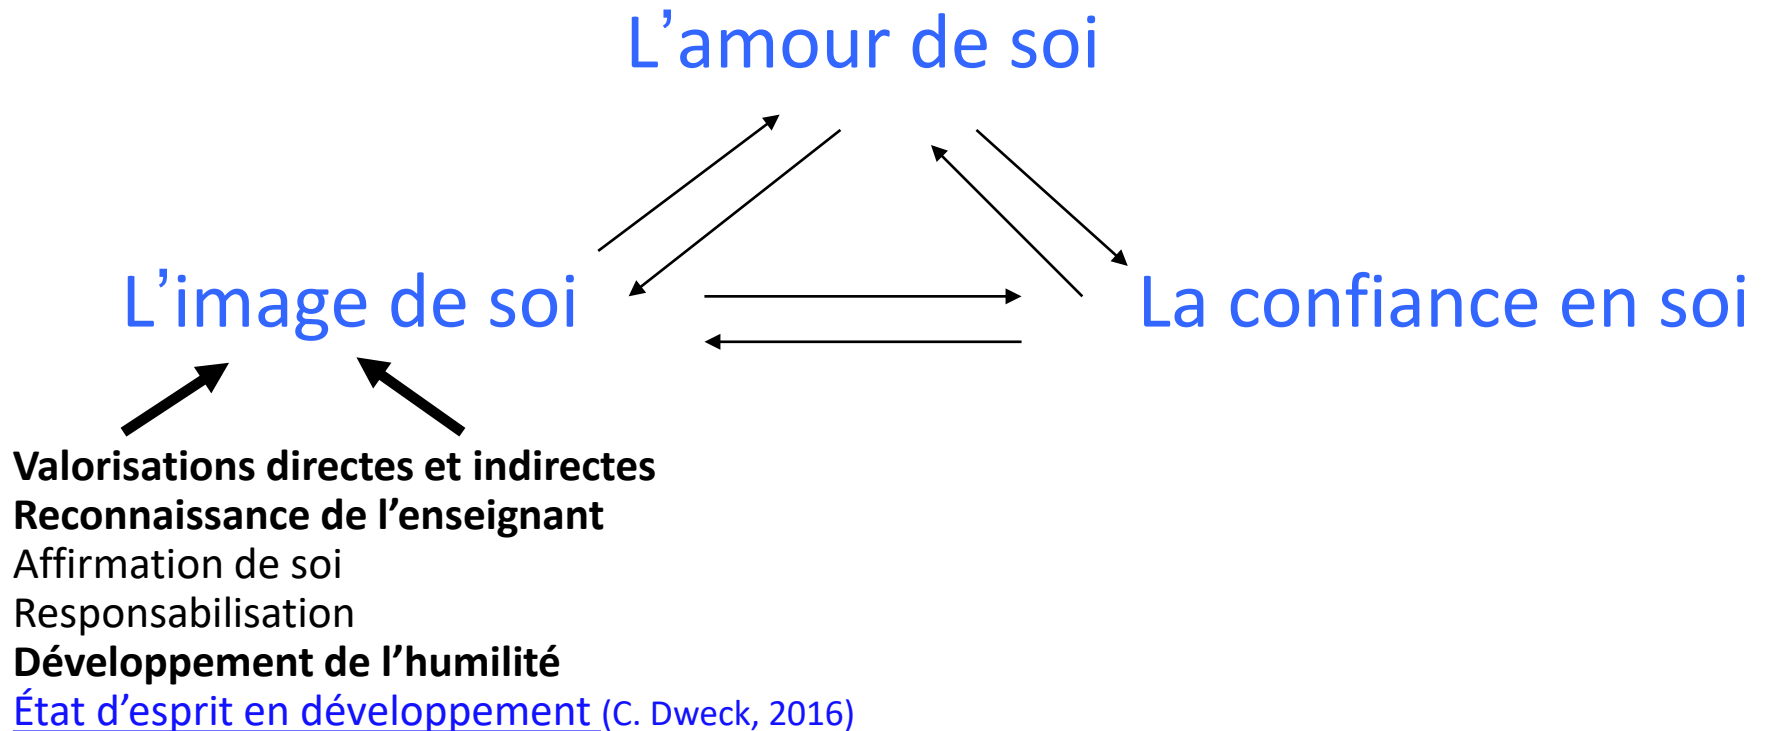 L’amour de soi
L’image de soi
La confiance en soi
Valorisations directes et indirectes
Reconnaissance de l’enseignant
Affirmation de soi
Responsabilisation
Développement de l’humilité
État d’esprit en développement (C. Dweck, 2016)